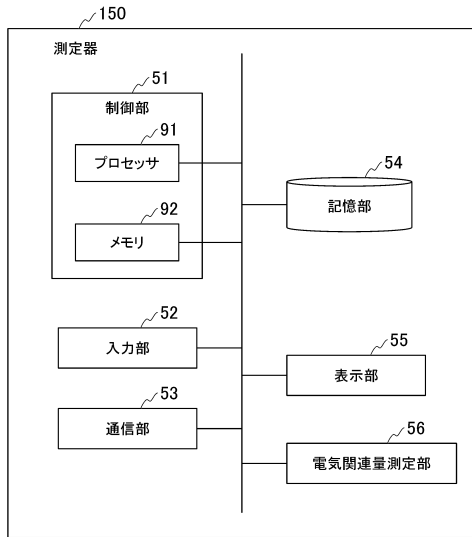 150
測定器
51
制御部
91
プロセッサ
54
記憶部
92
メモリ
52
入力部
55
表示部
53
通信部
56
電気関連量測定部